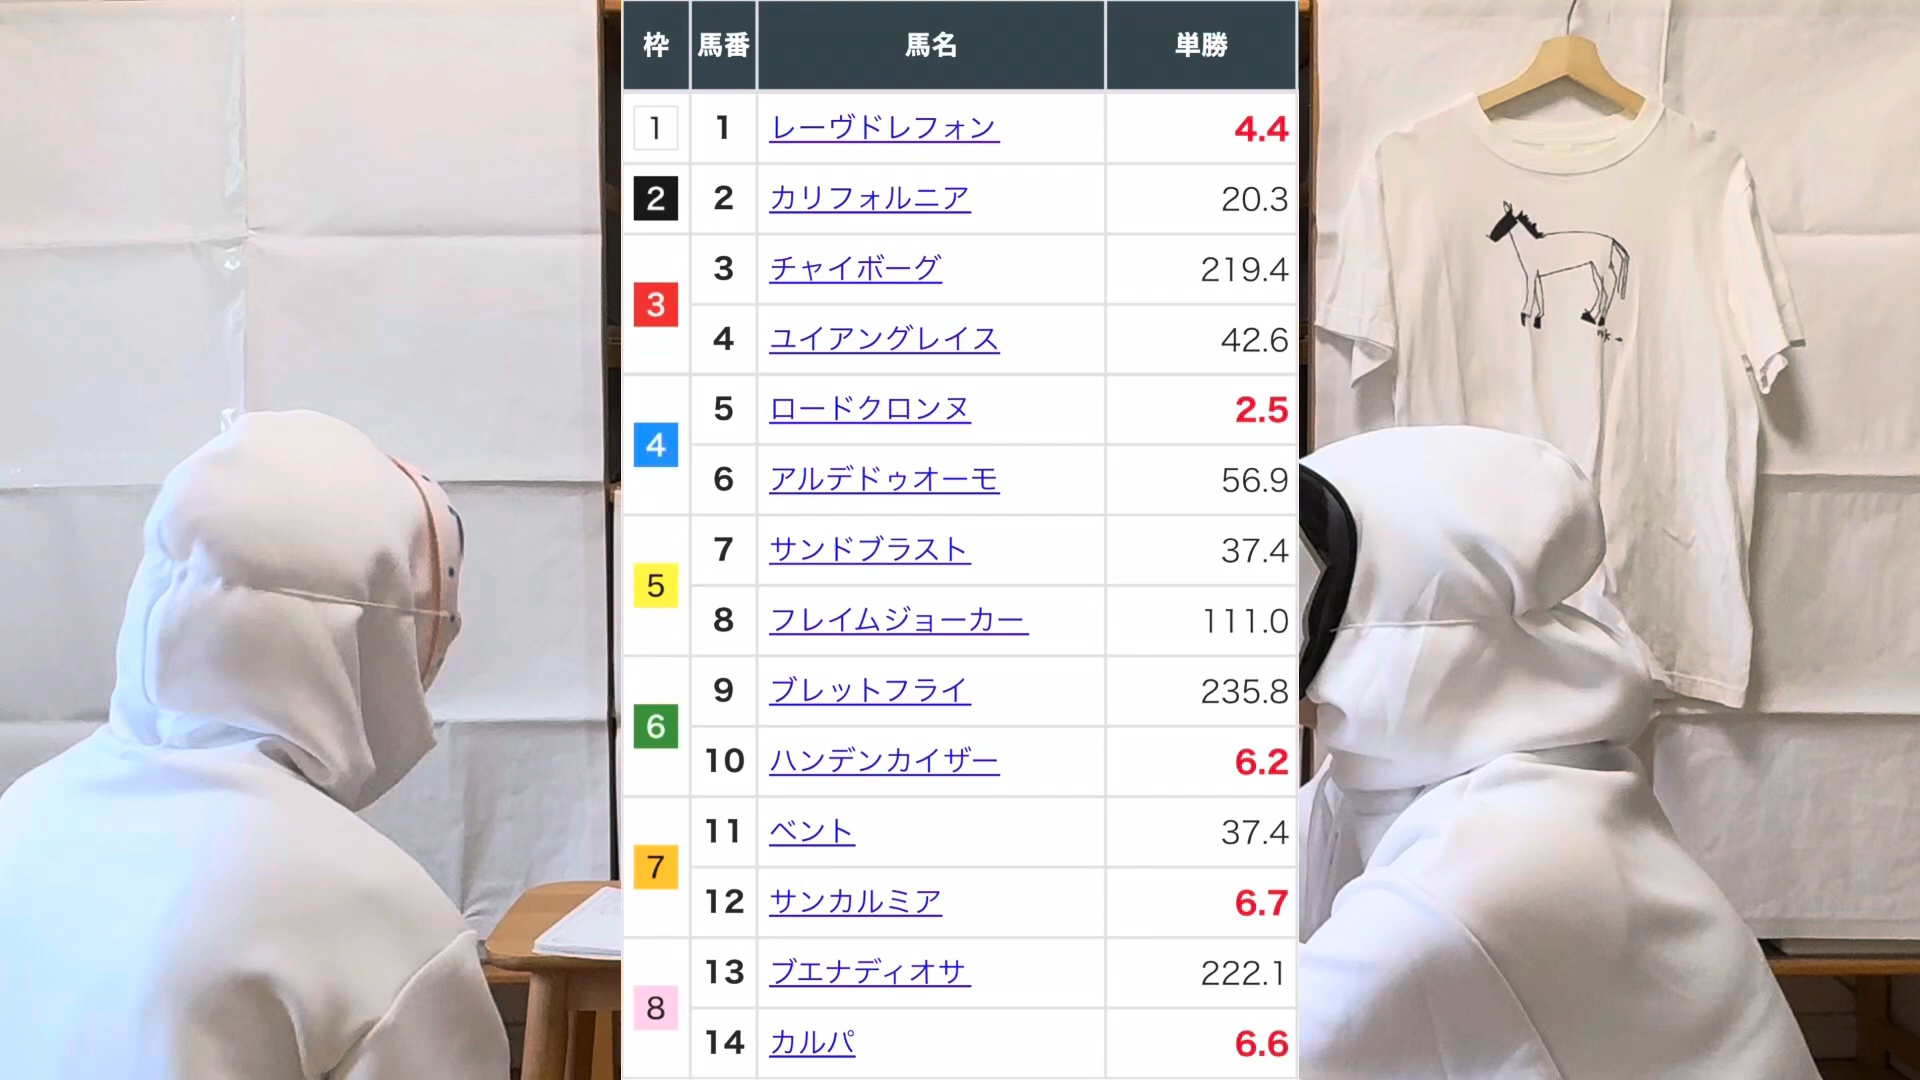 枠 馬番 馬名 単勝
1 1 レーヴドレフォン 4.4
2 2 カリフォルニア 20.3
3 3 チャイボーグ 219.4
4 ユイアングレイス 42.6
4 5 ロードクロンヌ 2.5
6 アルデドゥオーモ 56.9
5 7 サンドブラスト 37.4
8 フレイムジョーカー 111.0
6 9 ブレットフライ 235.8
10 ハンデンカイザー 6.2
7 11 ベント 37.4
12 サンカルミア 6.7
8 13 ブエナディオサ 222.1
14 カルパ 6.6